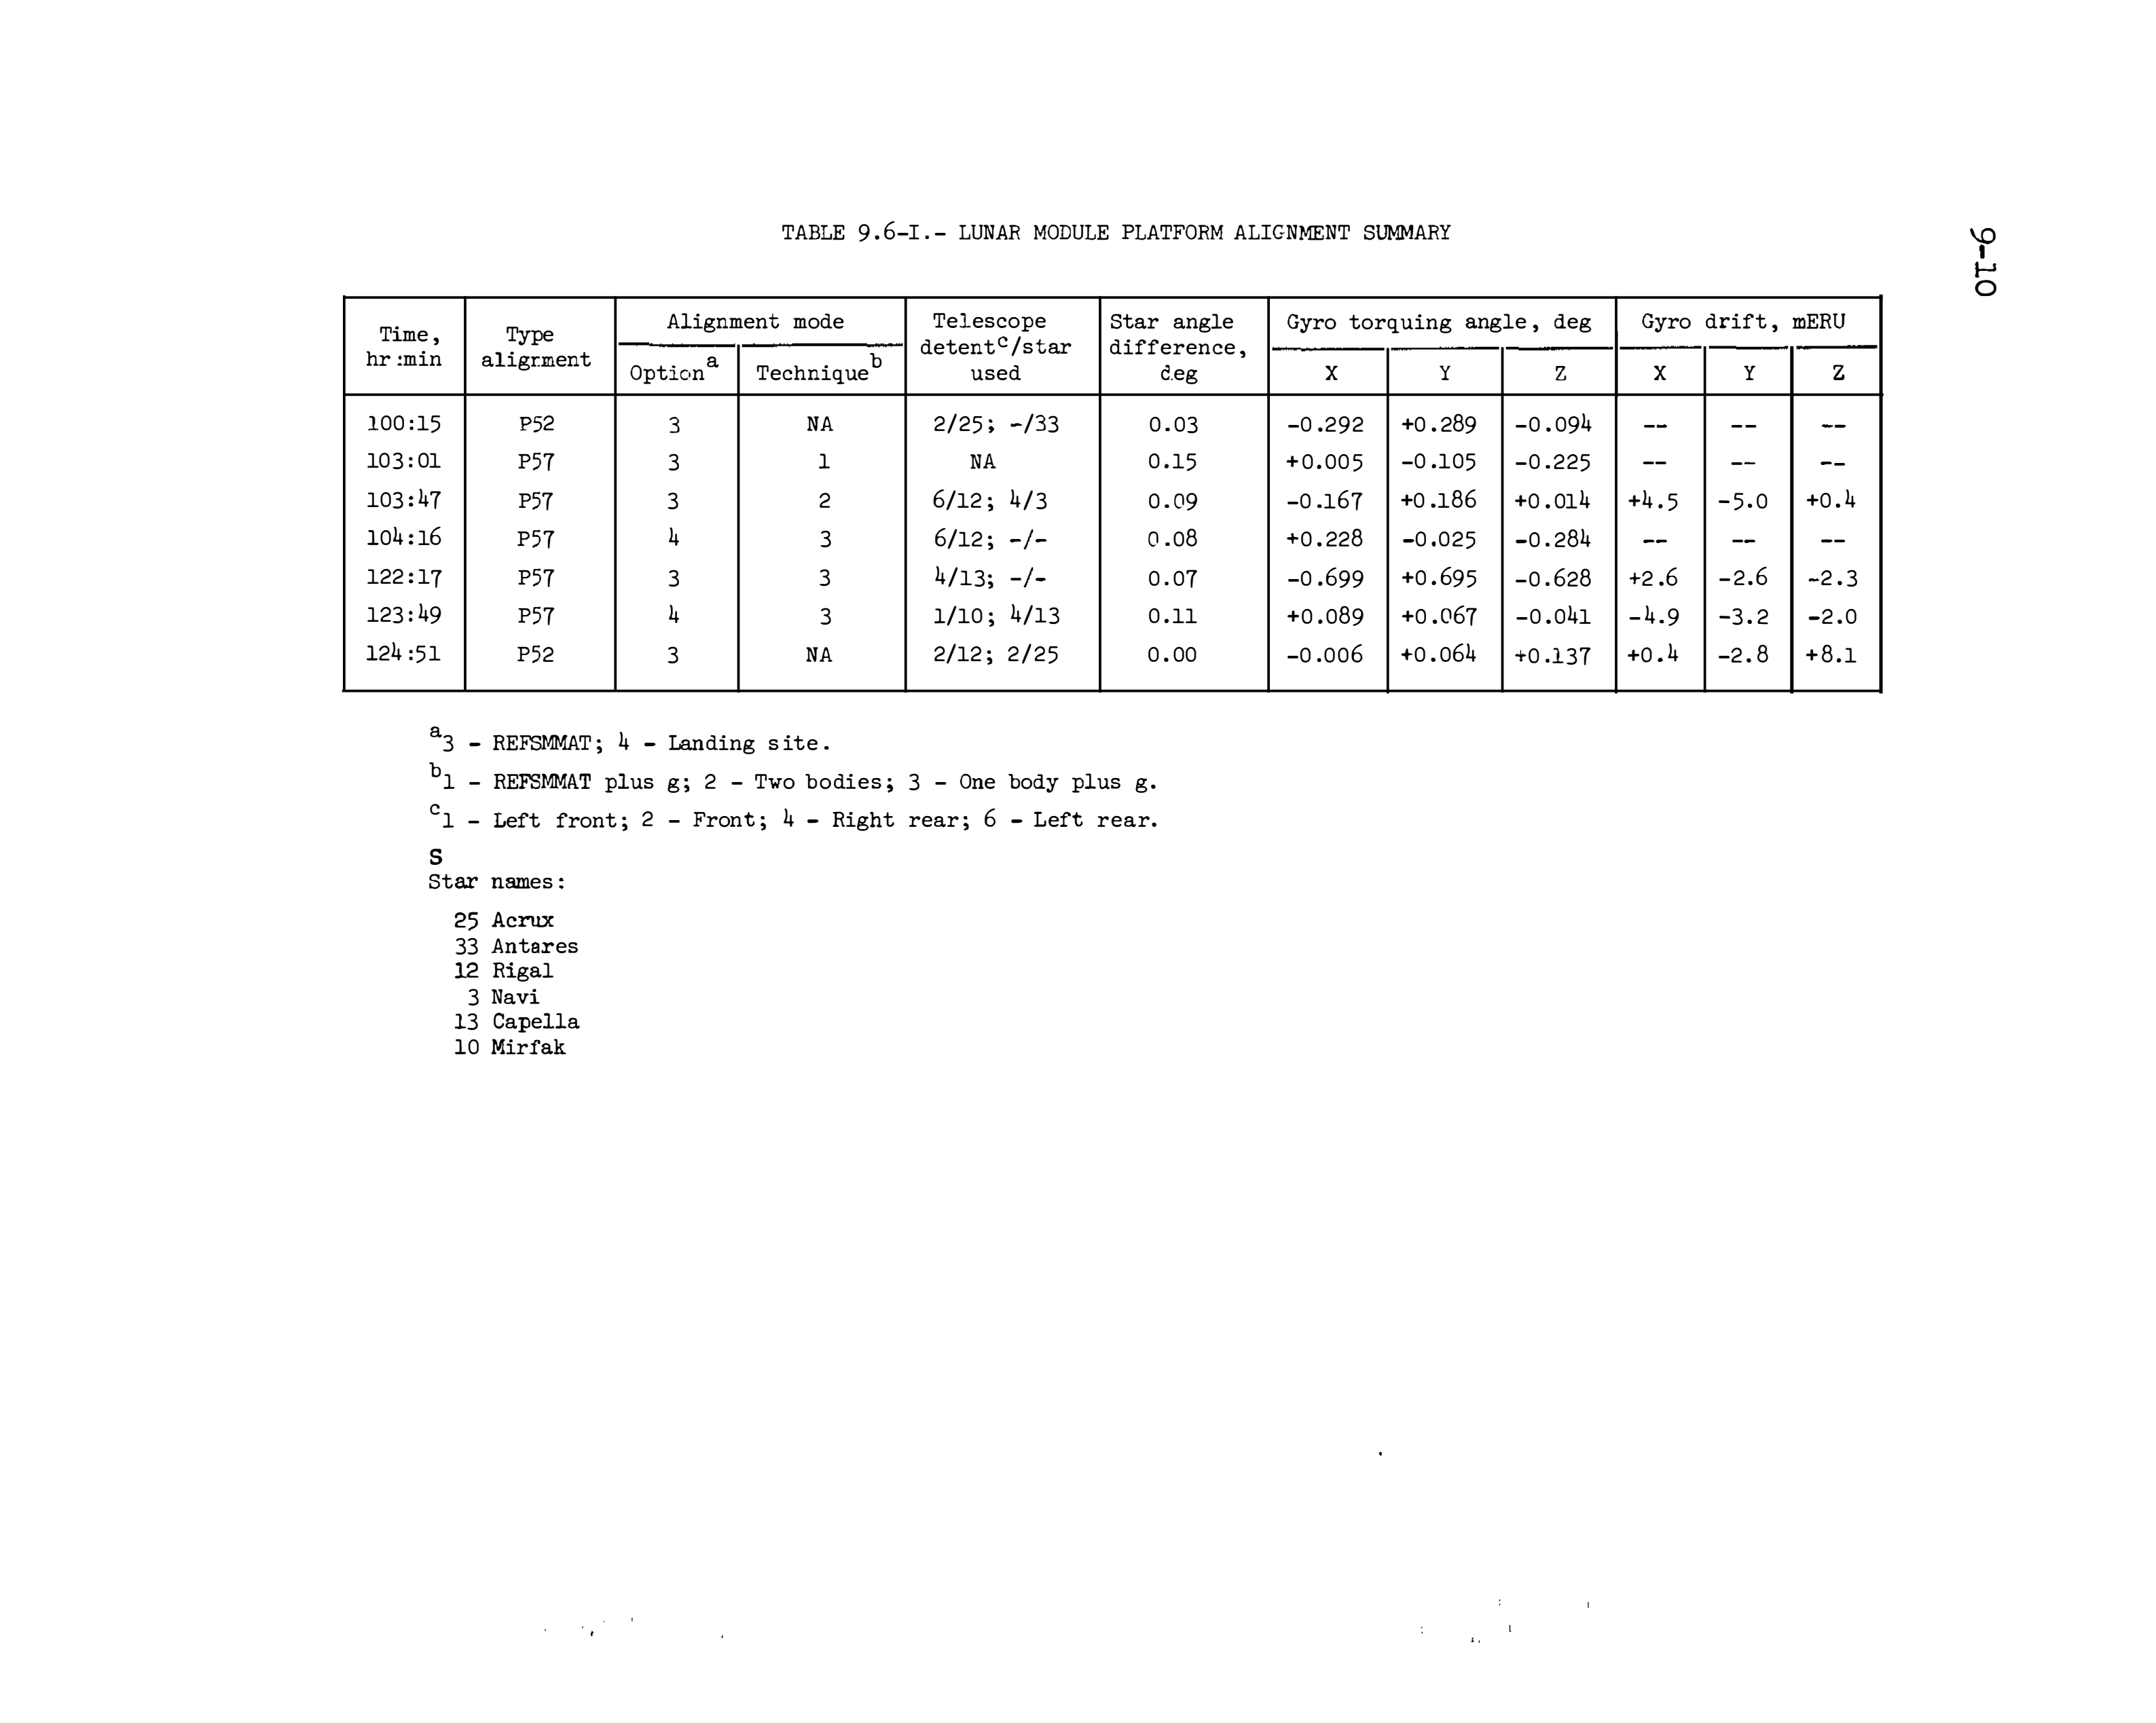 9-10
TABLE 9.6-I.- LUNAR MODULE PLATFORM ALIGNMENT SUMMARY
Time, hr:min | Type alignment | Alignment mode | Telescope detent^c/star used | Star angle difference, deg | Gyro torquing angle, deg | Gyro drift, mERU
Option^a | Technique^b | X | Y | Z | X | Y | Z
100:15 | P52 | 3 | NA | 2/25; -/33 | 0.03 | -0.292 | +0.289 | -0.094 | -- | -- | --
103:01 | P57 | 3 | 1 | NA | 0.15 | +0.005 | -0.105 | -0.225 | -- | -- | --
103:47 | P57 | 3 | 2 | 6/12; 4/3 | 0.09 | -0.167 | +0.186 | +0.014 | +4.5 | -5.0 | +0.4
104:16 | P57 | 4 | 3 | 6/12; -/- | 0.08 | +0.228 | -0.025 | -0.284 | -- | -- | --
122:17 | P57 | 3 | 3 | 4/13; -/- | 0.07 | -0.699 | +0.695 | -0.628 | +2.6 | -2.6 | -2.3
123:49 | P57 | 4 | 3 | 1/10; 4/13 | 0.11 | +0.089 | +0.067 | -0.041 | -4.9 | -3.2 | -2.0
124:51 | P52 | 3 | NA | 2/12; 2/25 | 0.00 | -0.006 | +0.064 | +0.137 | +0.4 | -2.8 | +8.1
^a3 - REFSMMAT; 4 - Landing site.
^b1 - REFSMMAT plus g; 2 - Two bodies; 3 - One body plus g.
^c1 - Left front; 2 - Front; 4 - Right rear; 6 - Left rear.
S
Star names:
25 Acrux
33 Antares
12 Rigal
3 Navi
13 Capella
10 Mirfak